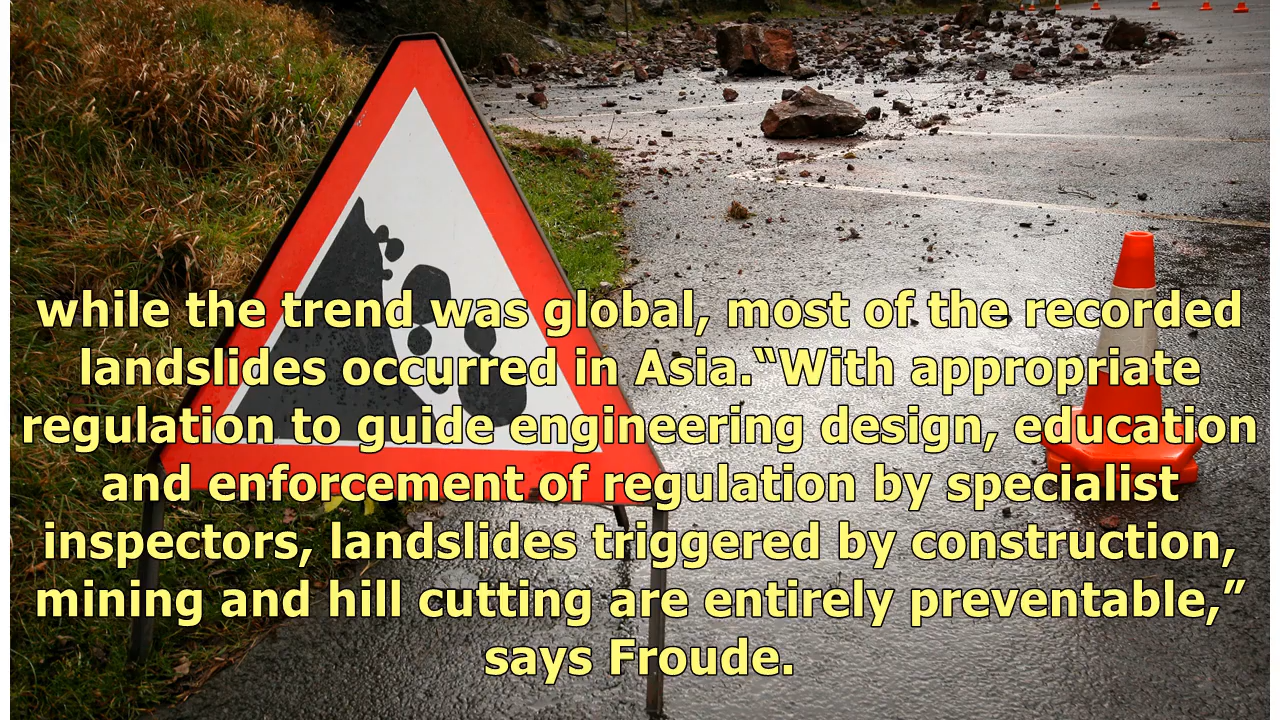 while the trend was global, most of the recorded
landslides occurred in Asia.“With appropriate
regulation to guide engineering design, education
and enforcement of regulation by specialist
inspectors, landslides triggered by construction,
mining and hill cutting are entirely preventable,”
says Froude.